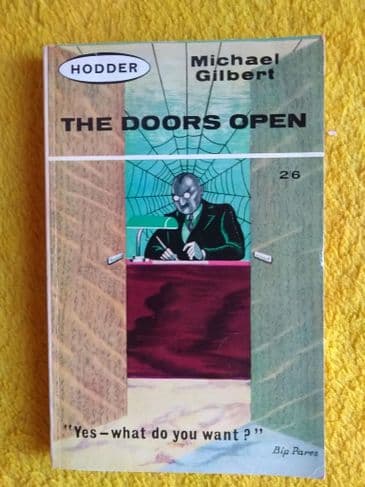 HODDER
Michael
Gilbert
THE DOORS OPEN
2'6
"Yes—what do you want?"
Bip Pares